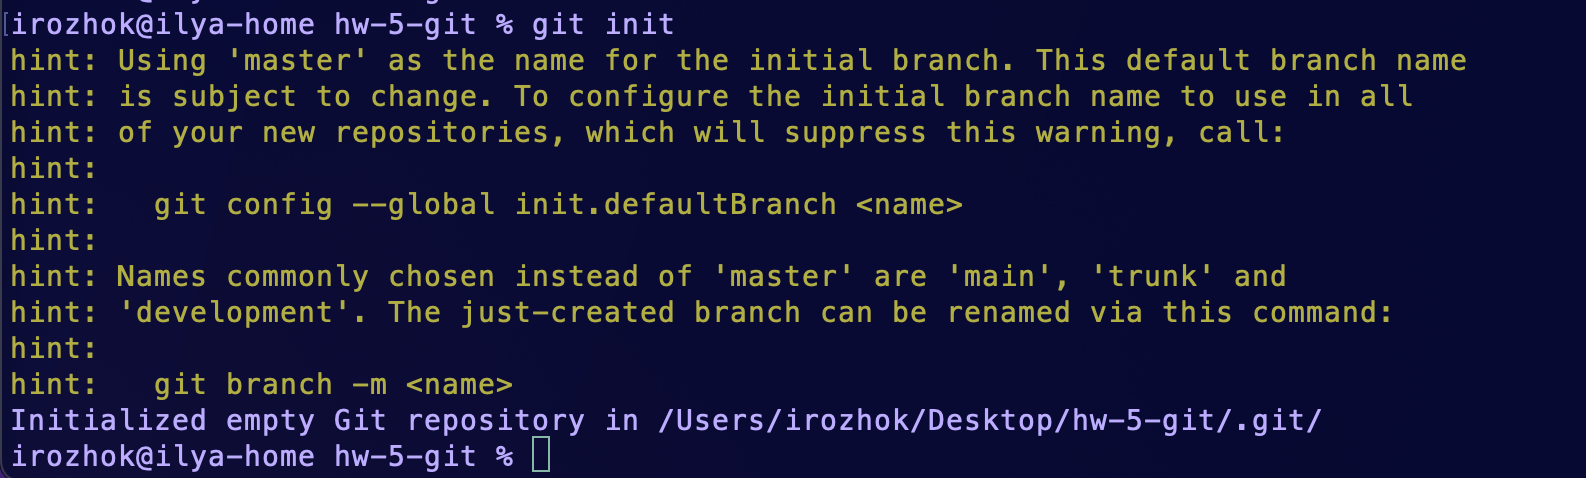 [irozhok@ilya-home hw-5-git % git init
hint: Using 'master' as the name for the initial branch. This default branch name
hint: is subject to change. To configure the initial branch name to use in all
hint: of your new repositories, which will suppress this warning, call:
hint:
hint:   git config --global init.defaultBranch <name>
hint:
hint: Names commonly chosen instead of 'master' are 'main', 'trunk' and
hint: 'development'. The just-created branch can be renamed via this command:
hint:
hint:   git branch -m <name>
Initialized empty Git repository in /Users/irozhok/Desktop/hw-5-git/.git/
irozhok@ilya-home hw-5-git %